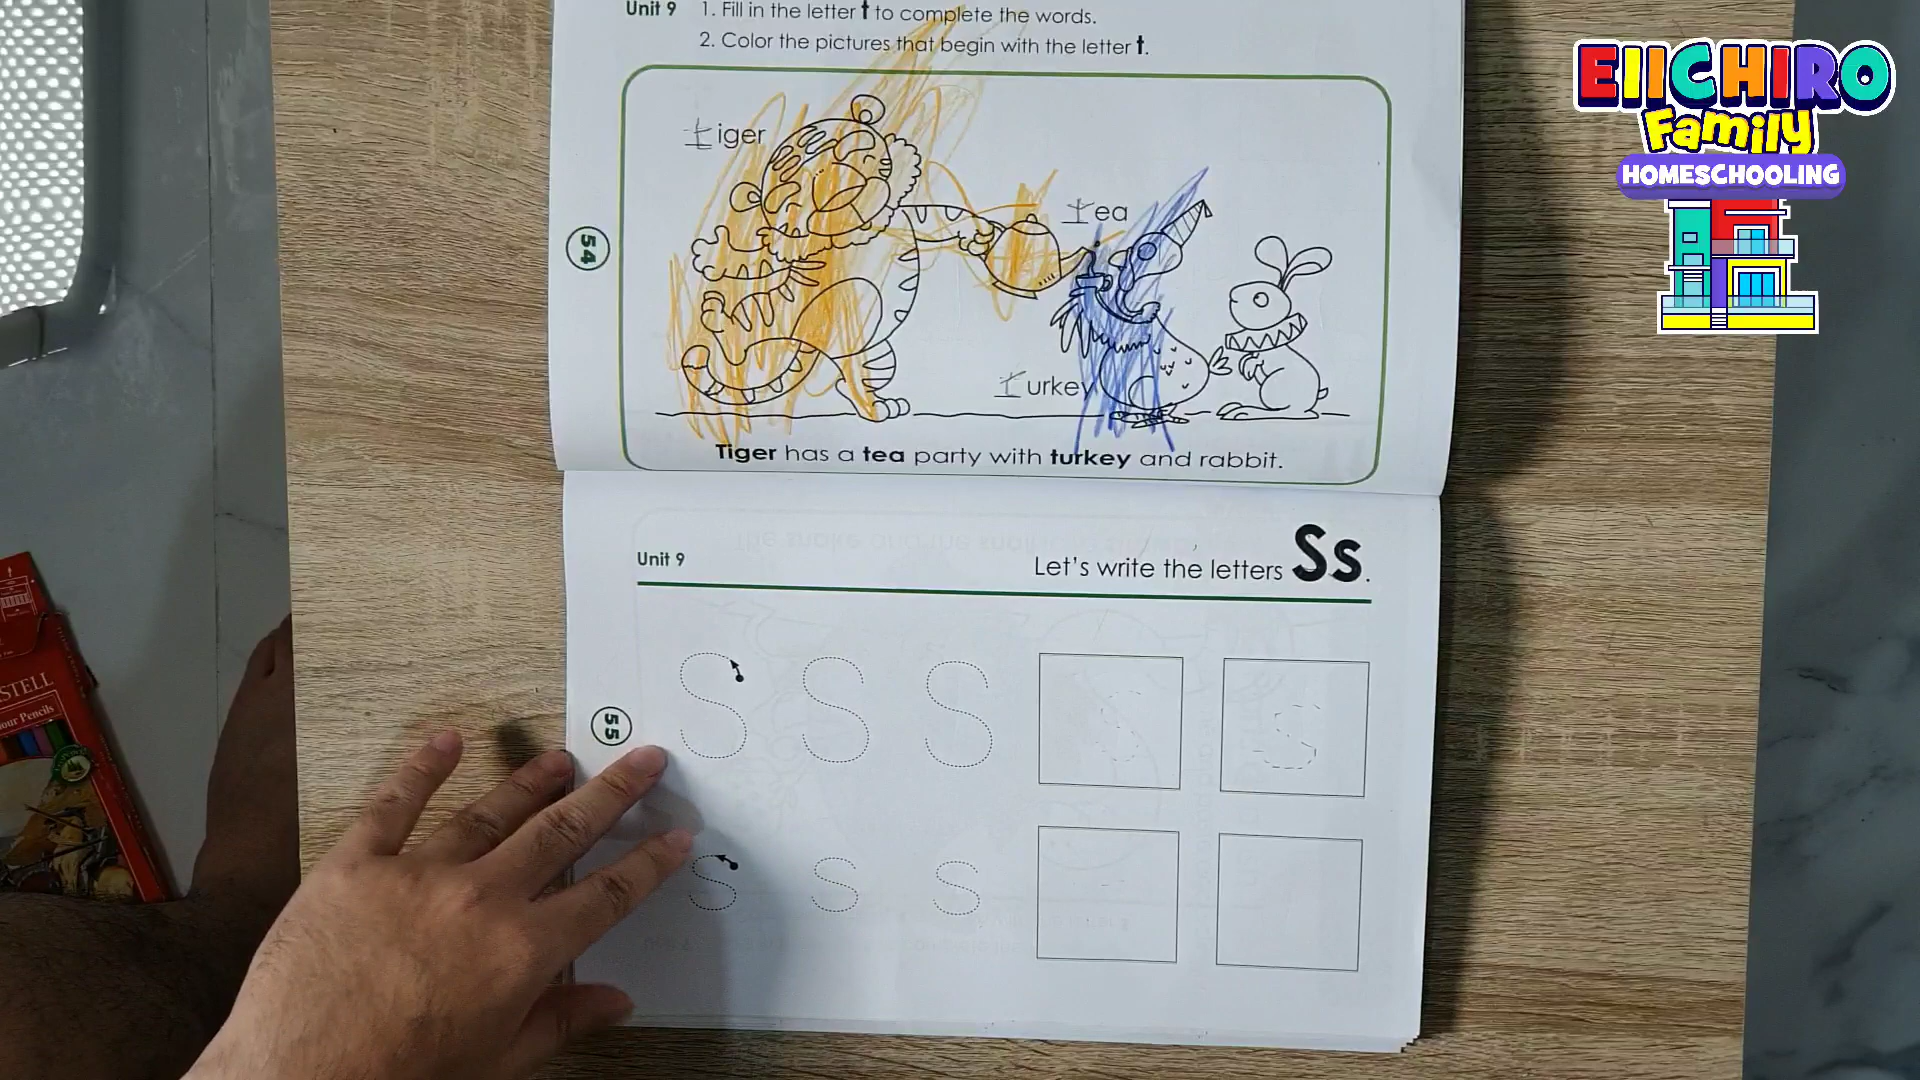 Unit 9 1. Fill in the letter t to complete the words.
2. Color the pictures that begin with the letter t.
tiger
tea
turkey
54
Tiger has a tea party with turkey and rabbit.
Unit 9
Let's write the letters Ss.
S S S S
s s s
55
EIICHIRO
Family
HOMESCHOOLING
STELL
our Pencils